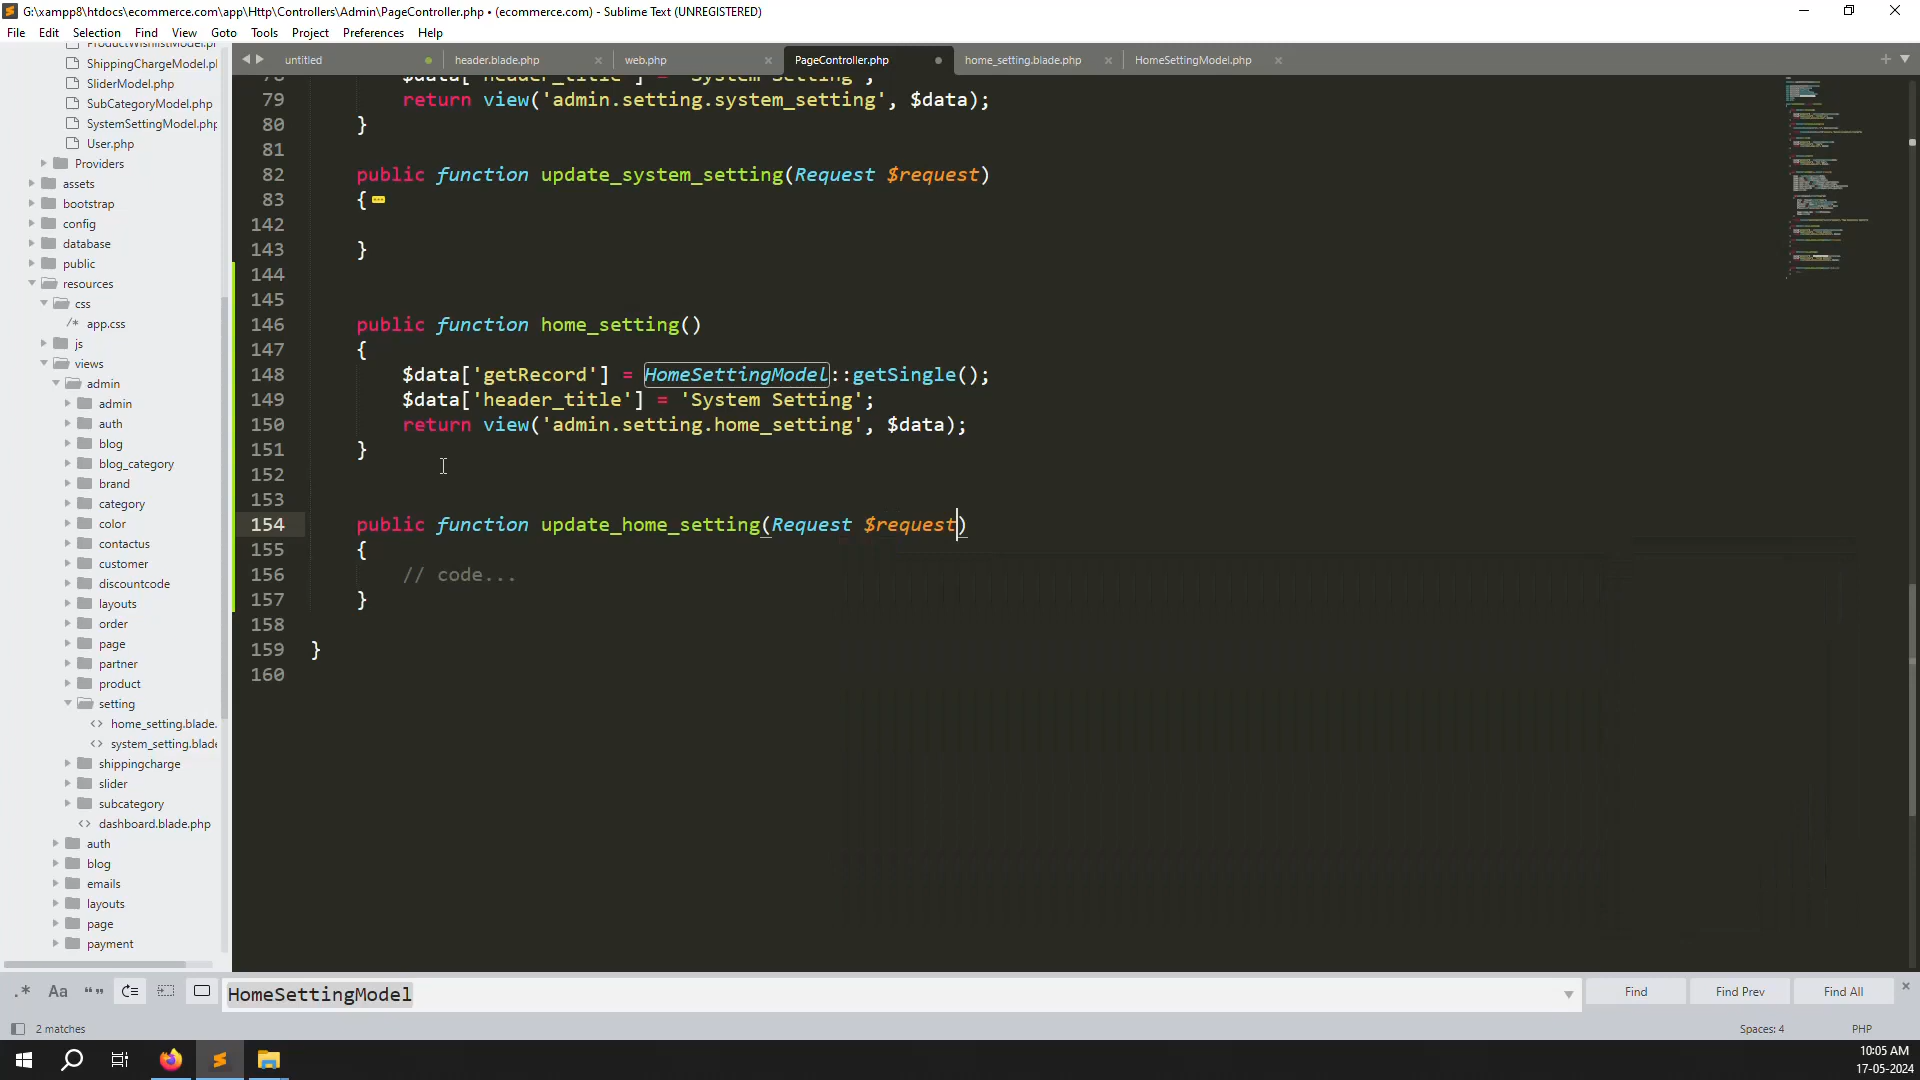 G:\xampp8\htdocs\ecommerce.com\app\Http\Controllers\Admin\PageController.php • (ecommerce.com) - Sublime Text (UNREGISTERED)
File Edit Selection Find View Goto Tools Project Preferences Help
untitled header.blade.php web.php PageController.php home_setting.blade.php HomeSettingModel.php
ShippingChargeModel.pl
SliderModel.php
SubCategoryModel.php
SystemSettingModel.php
User.php
Providers
assets
bootstrap
config
database
public
resources
css
/* app.css
js
views
admin
admin
auth
blog
blog_category
brand
category
color
contactus
customer
discountcode
layouts
order
page
partner
product
setting
<> home_setting.blade.
<> system_setting.blade
shippingcharge
slider
subcategory
<> dashboard.blade.php
auth
blog
emails
layouts
page
payment
78 $data['header_title'] = 'System Setting';
79 return view('admin.setting.system_setting', $data);
80 }
81
82 public function update_system_setting(Request $request)
83 {
142
143 }
144
145
146 public function home_setting()
147 {
148 $data['getRecord'] = HomeSettingModel::getSingle();
149 $data['header_title'] = 'System Setting';
150 return view('admin.setting.home_setting', $data);
151 }
152
153
154 public function update_home_setting(Request $request)
155 {
156 // code...
157 }
158
159 }
160
.* Aa “” HomeSettingModel Find Find Prev Find All
2 matches Spaces: 4 PHP
10:05 AM
17-05-2024